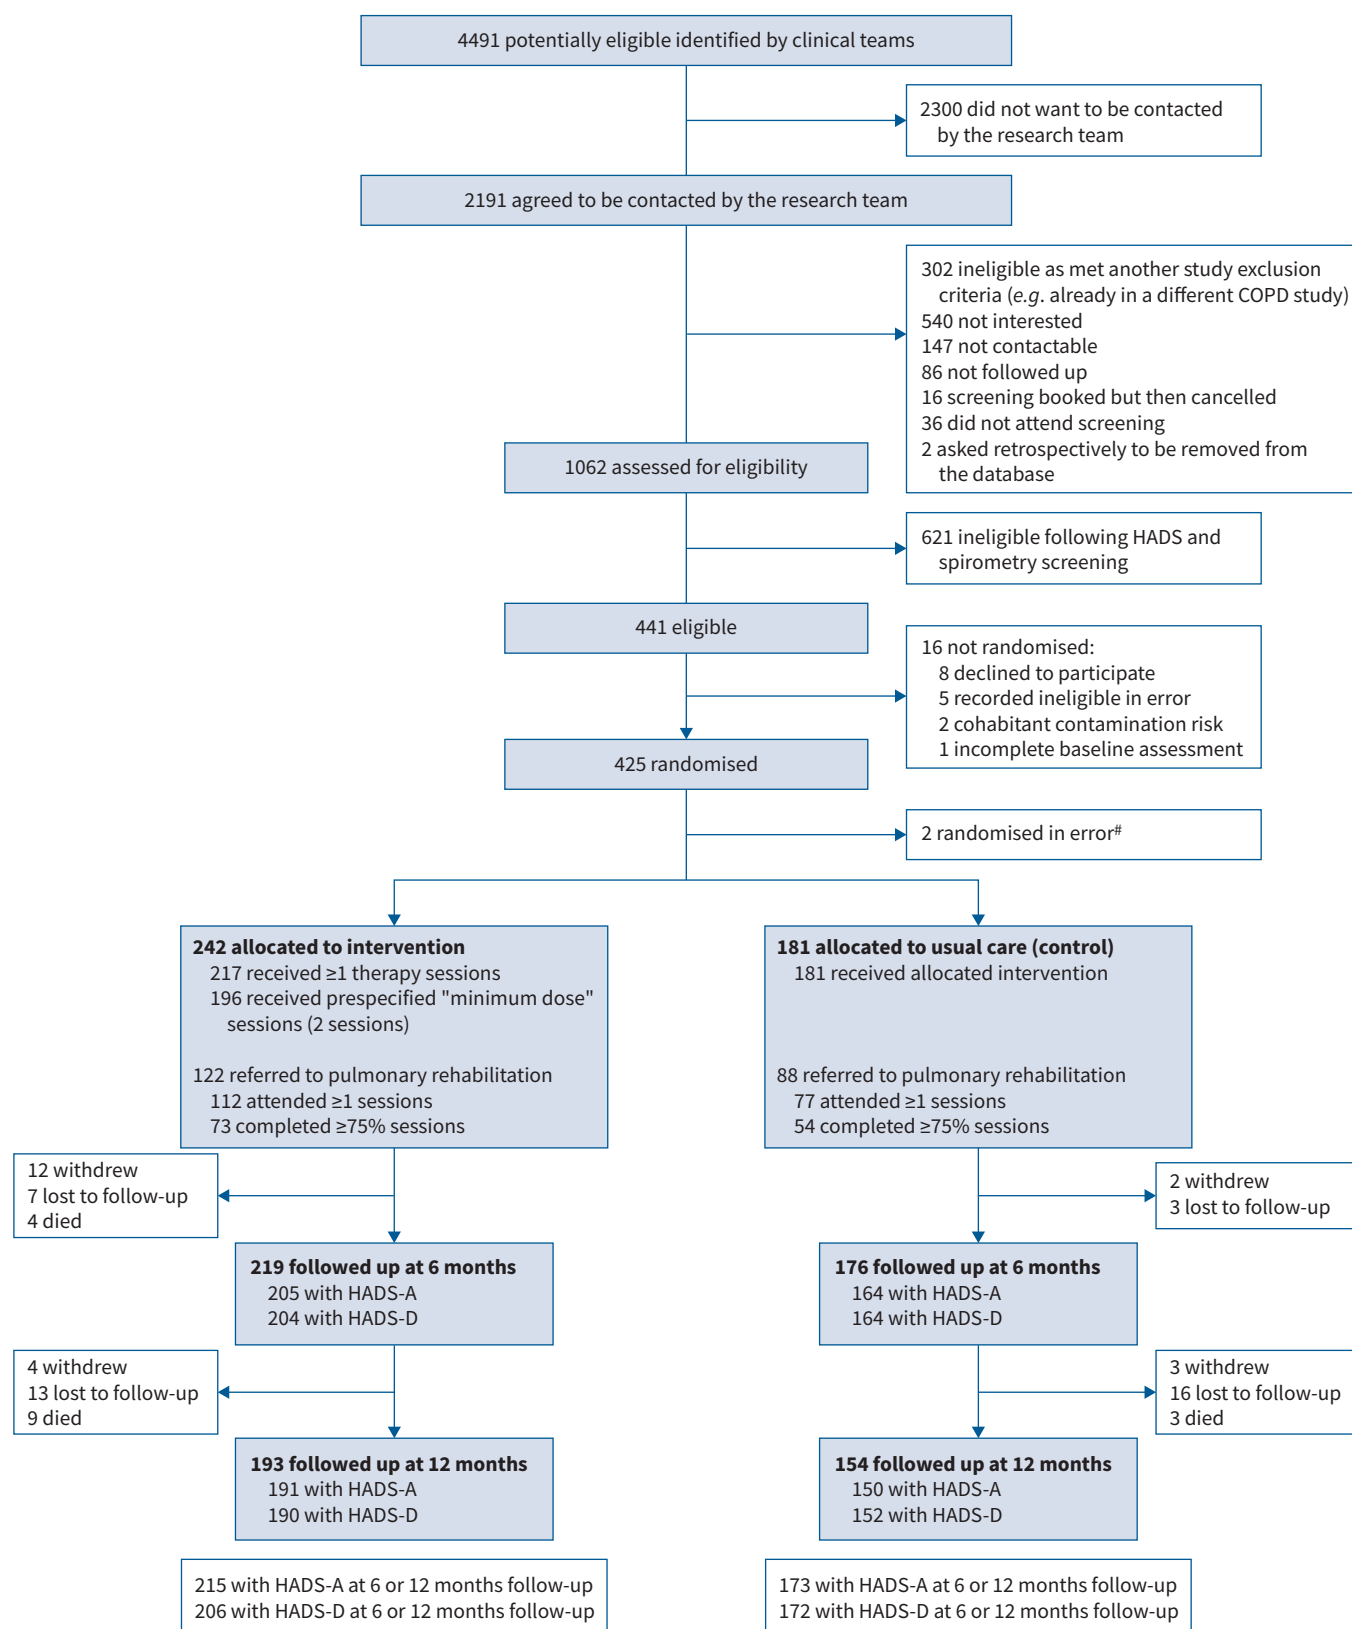 4491 potentially eligible identified by clinical teams
2300 did not want to be contacted
by the research team
2191 agreed to be contacted by the research team
302 ineligible as met another study exclusion
criteria (e.g. already in a different COPD study)
540 not interested
147 not contactable
86 not followed up
16 screening booked but then cancelled
36 did not attend screening
2 asked retrospectively to be removed from
the database
1062 assessed for eligibility
621 ineligible following HADS and
spirometry screening
441 eligible
16 not randomised:
8 declined to participate
5 recorded ineligible in error
2 cohabitant contamination risk
1 incomplete baseline assessment
425 randomised
2 randomised in error#
242 allocated to intervention
217 received ≥1 therapy sessions
196 received prespecified "minimum dose"
sessions (2 sessions)
122 referred to pulmonary rehabilitation
112 attended ≥1 sessions
73 completed ≥75% sessions
181 allocated to usual care (control)
181 received allocated intervention
88 referred to pulmonary rehabilitation
77 attended ≥1 sessions
54 completed ≥75% sessions
12 withdrew
7 lost to follow-up
4 died
2 withdrew
3 lost to follow-up
219 followed up at 6 months
205 with HADS-A
204 with HADS-D
176 followed up at 6 months
164 with HADS-A
164 with HADS-D
4 withdrew
13 lost to follow-up
9 died
3 withdrew
16 lost to follow-up
3 died
193 followed up at 12 months
191 with HADS-A
190 with HADS-D
154 followed up at 12 months
150 with HADS-A
152 with HADS-D
215 with HADS-A at 6 or 12 months follow-up
206 with HADS-D at 6 or 12 months follow-up
173 with HADS-A at 6 or 12 months follow-up
172 with HADS-D at 6 or 12 months follow-up